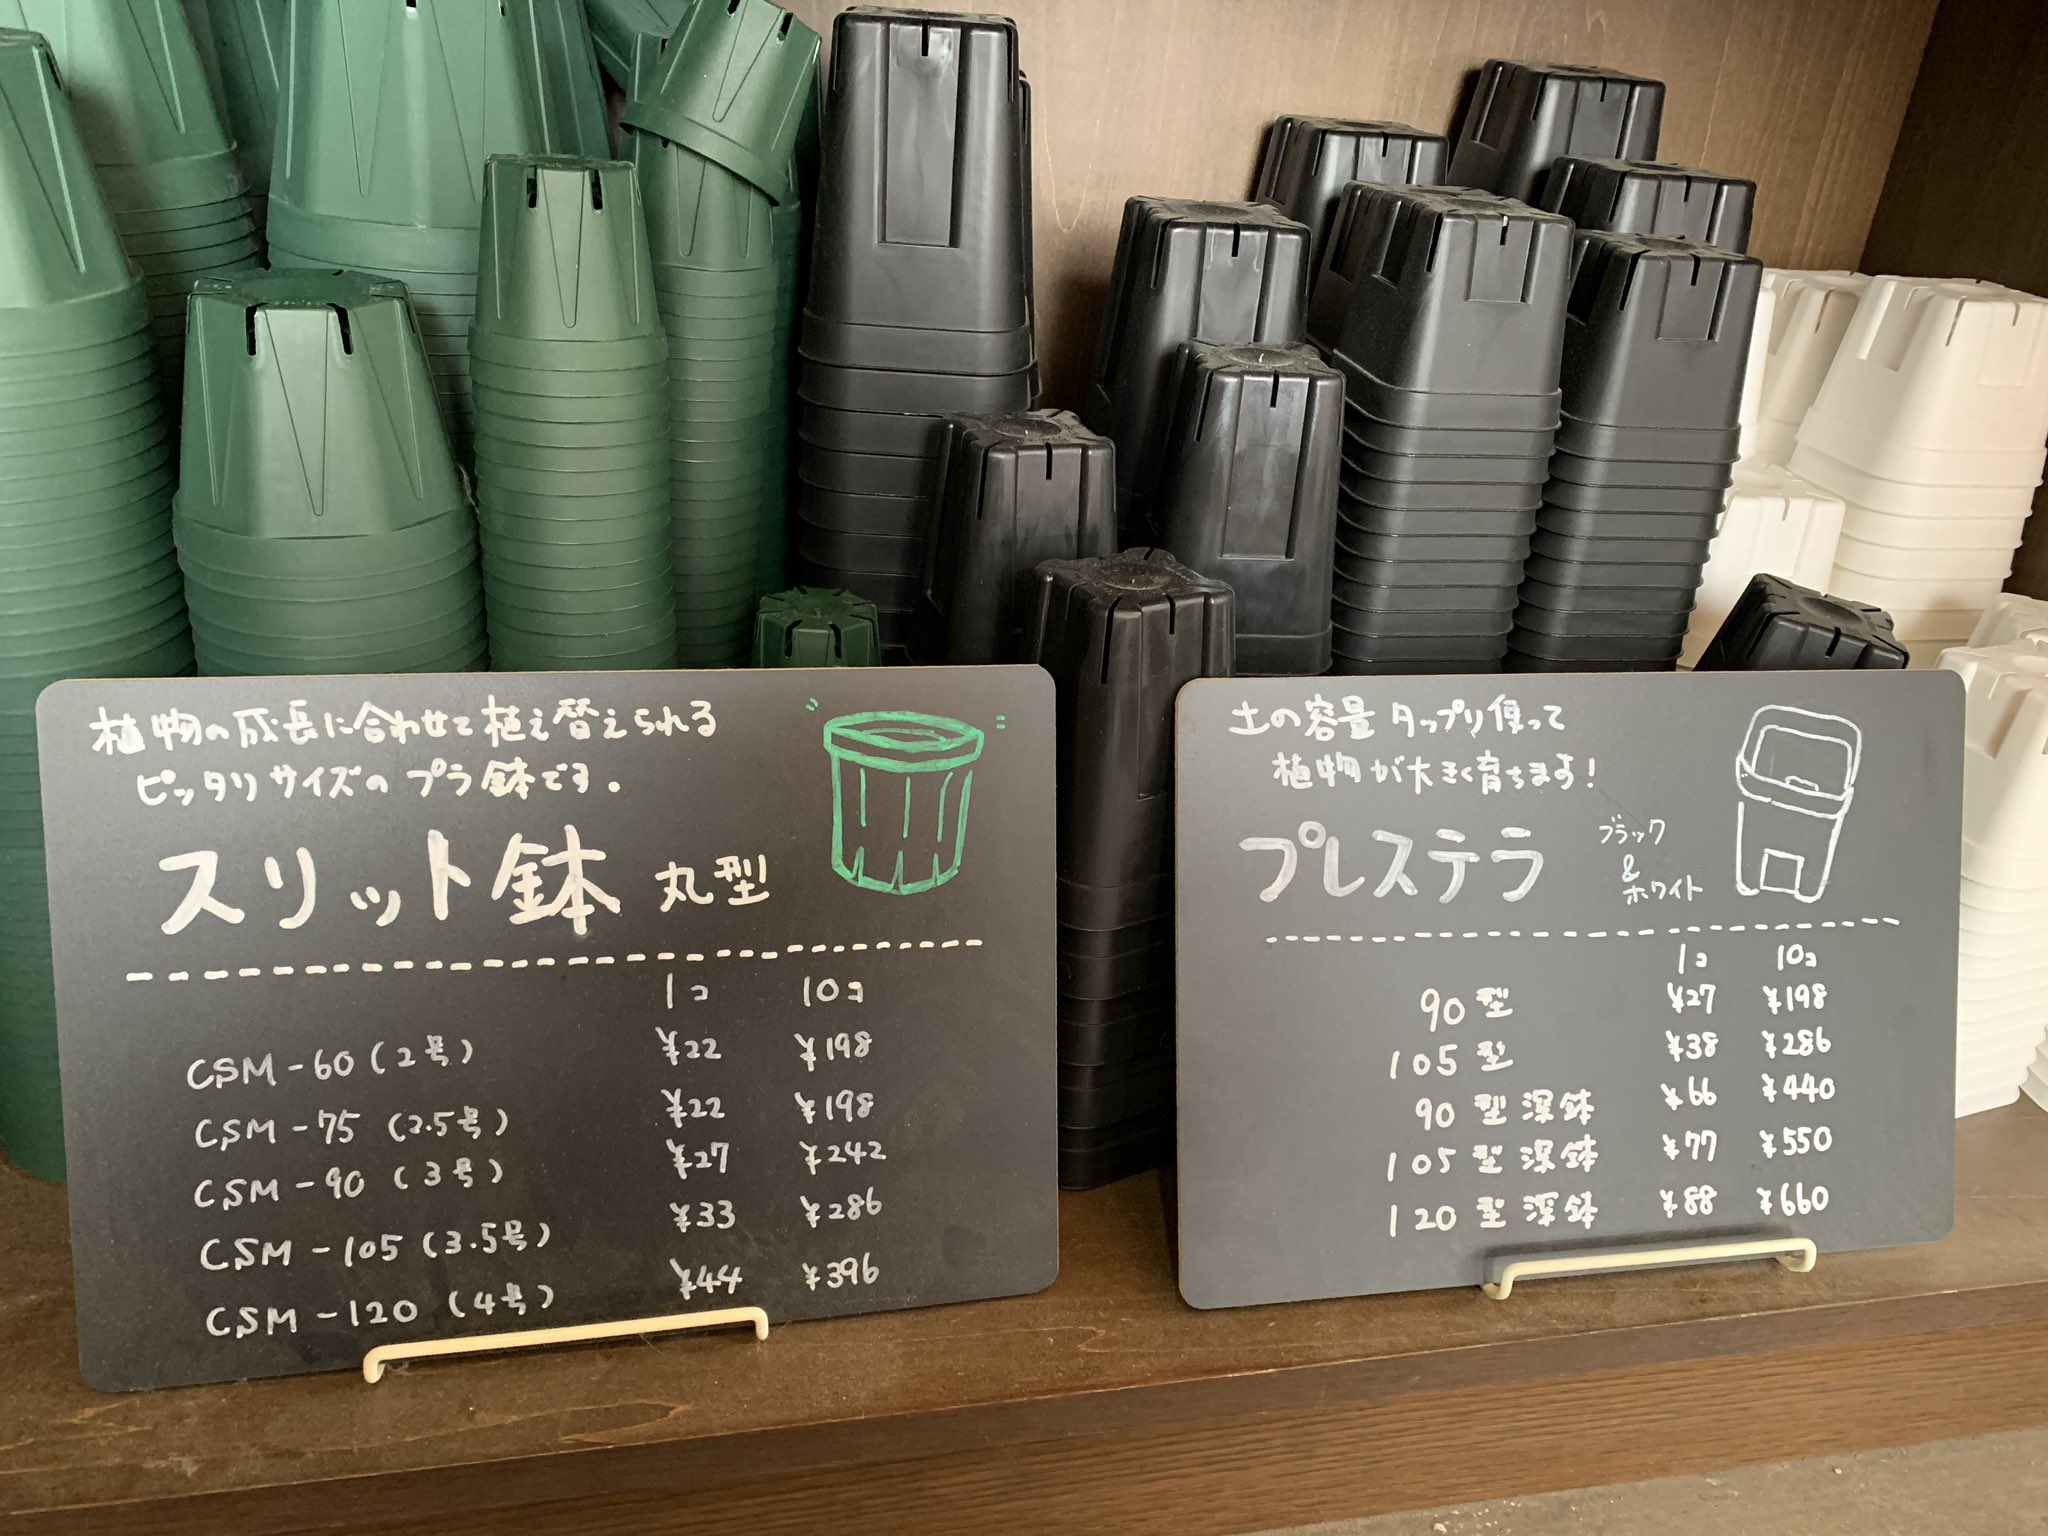 植物の成長に合わせて植え替えられる
ピッタリサイズのプラ鉢です。
スリット鉢 丸型
1コ 10コ
CSM-60(2号) ¥22 ¥198
CSM-75(2.5号) ¥22 ¥198
CSM-90(3号) ¥27 ¥242
CSM-105(3.5号) ¥33 ¥286
CSM-120(4号) ¥44 ¥396
土の容量タップリ使って
植物が大きく育ちます!
プレステラ ブラック
&
ホワイト
1コ 10コ
90型 ¥27 ¥198
105型 ¥38 ¥286
90型深鉢 ¥66 ¥440
105型深鉢 ¥77 ¥550
120型深鉢 ¥88 ¥660